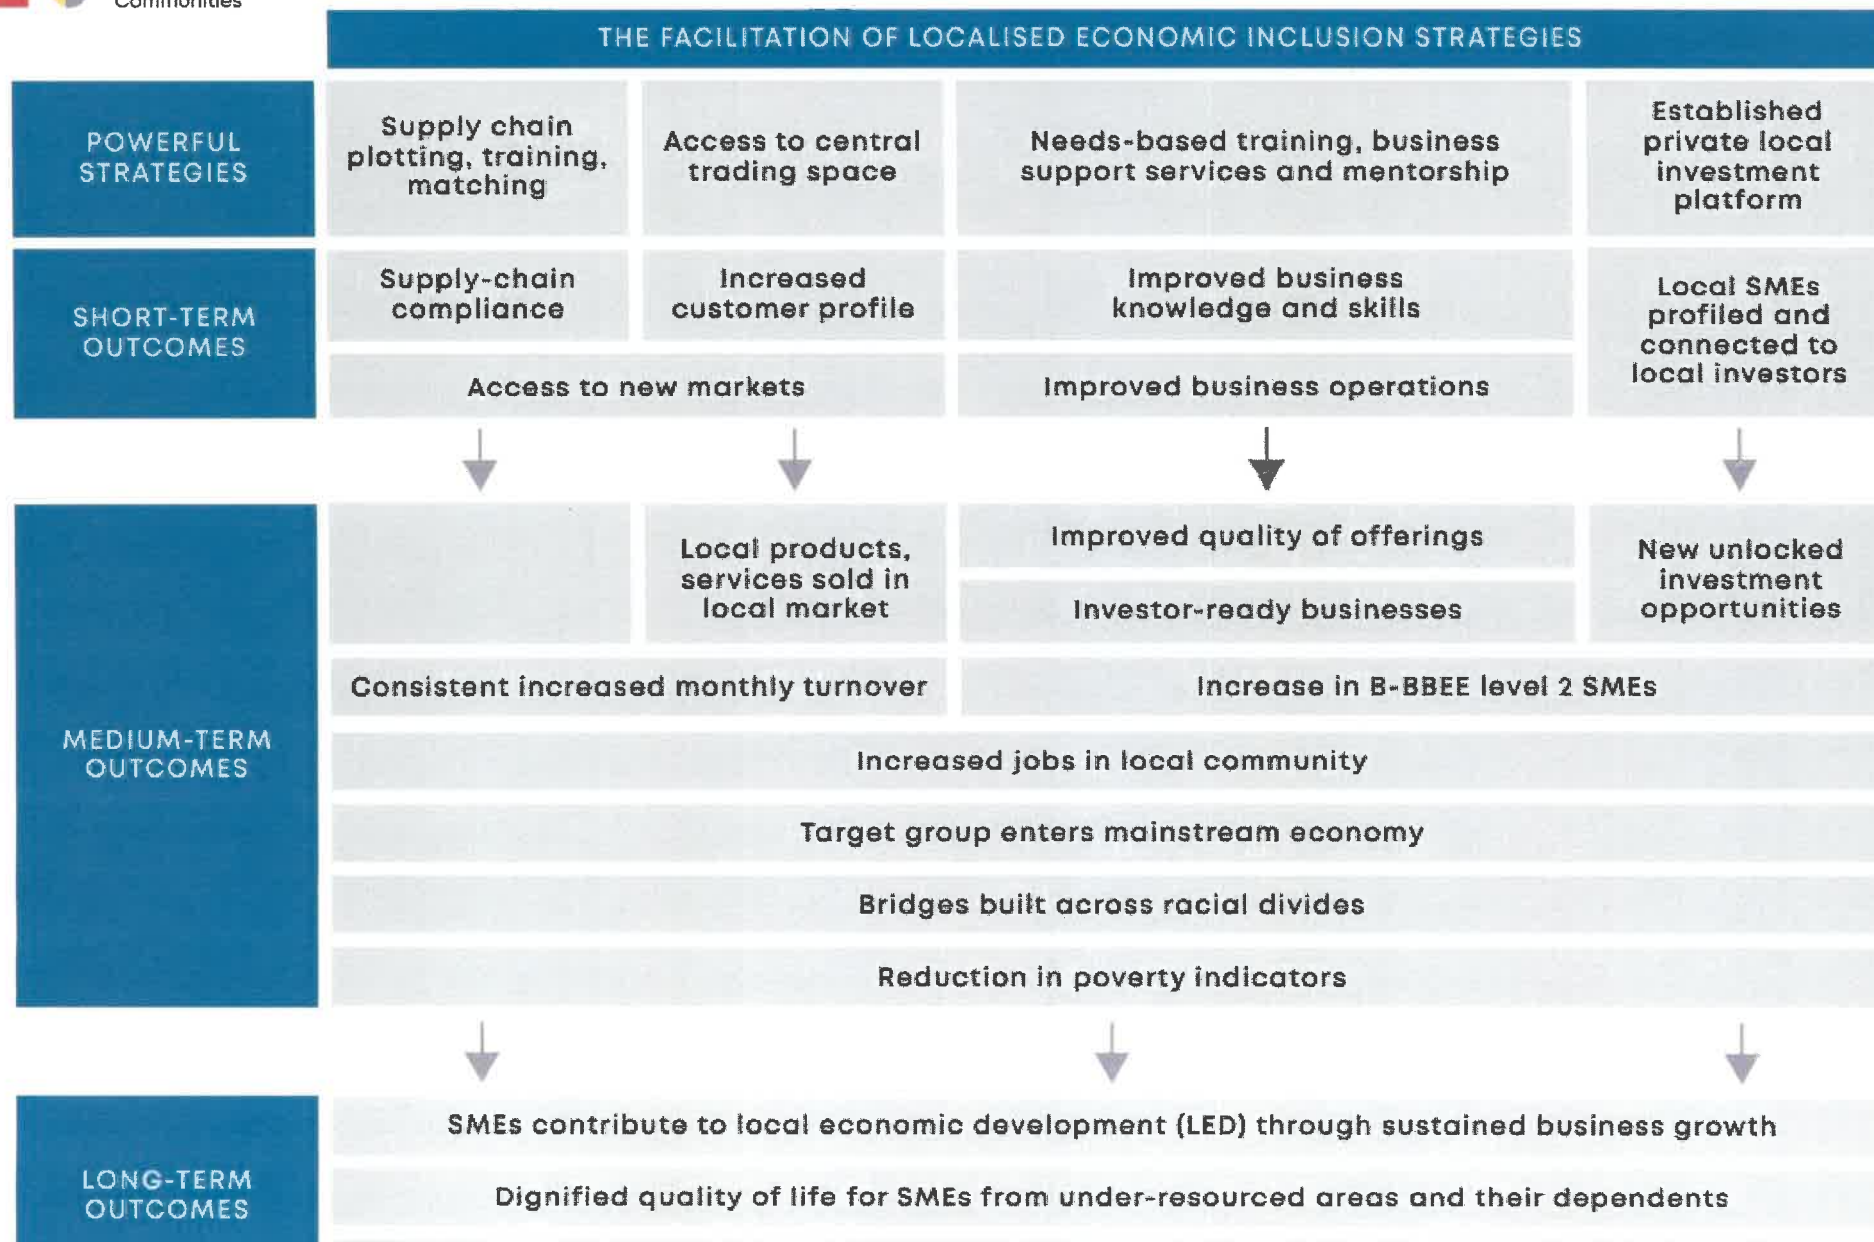 Communities
THE FACILITATION OF LOCALISED ECONOMIC INCLUSION STRATEGIES
POWERFUL
STRATEGIES
Supply chain
plotting, training,
matching
Access to central
trading space
Needs-based training, business
support services and mentorship
Established
private local
investment
platform
SHORT-TERM
OUTCOMES
Supply-chain
compliance
Increased
customer profile
Improved business
knowledge and skills
Local SMEs
profiled and
connected to
local investors
Access to new markets
Improved business operations
MEDIUM-TERM
OUTCOMES
Local products,
services sold in
local market
Improved quality of offerings
Investor-ready businesses
New unlocked
investment
opportunities
Consistent increased monthly turnover
Increase in B-BBEE level 2 SMEs
Increased jobs in local community
Target group enters mainstream economy
Bridges built across racial divides
Reduction in poverty indicators
LONG-TERM
OUTCOMES
SMEs contribute to local economic development (LED) through sustained business growth
Dignified quality of life for SMEs from under-resourced areas and their dependents